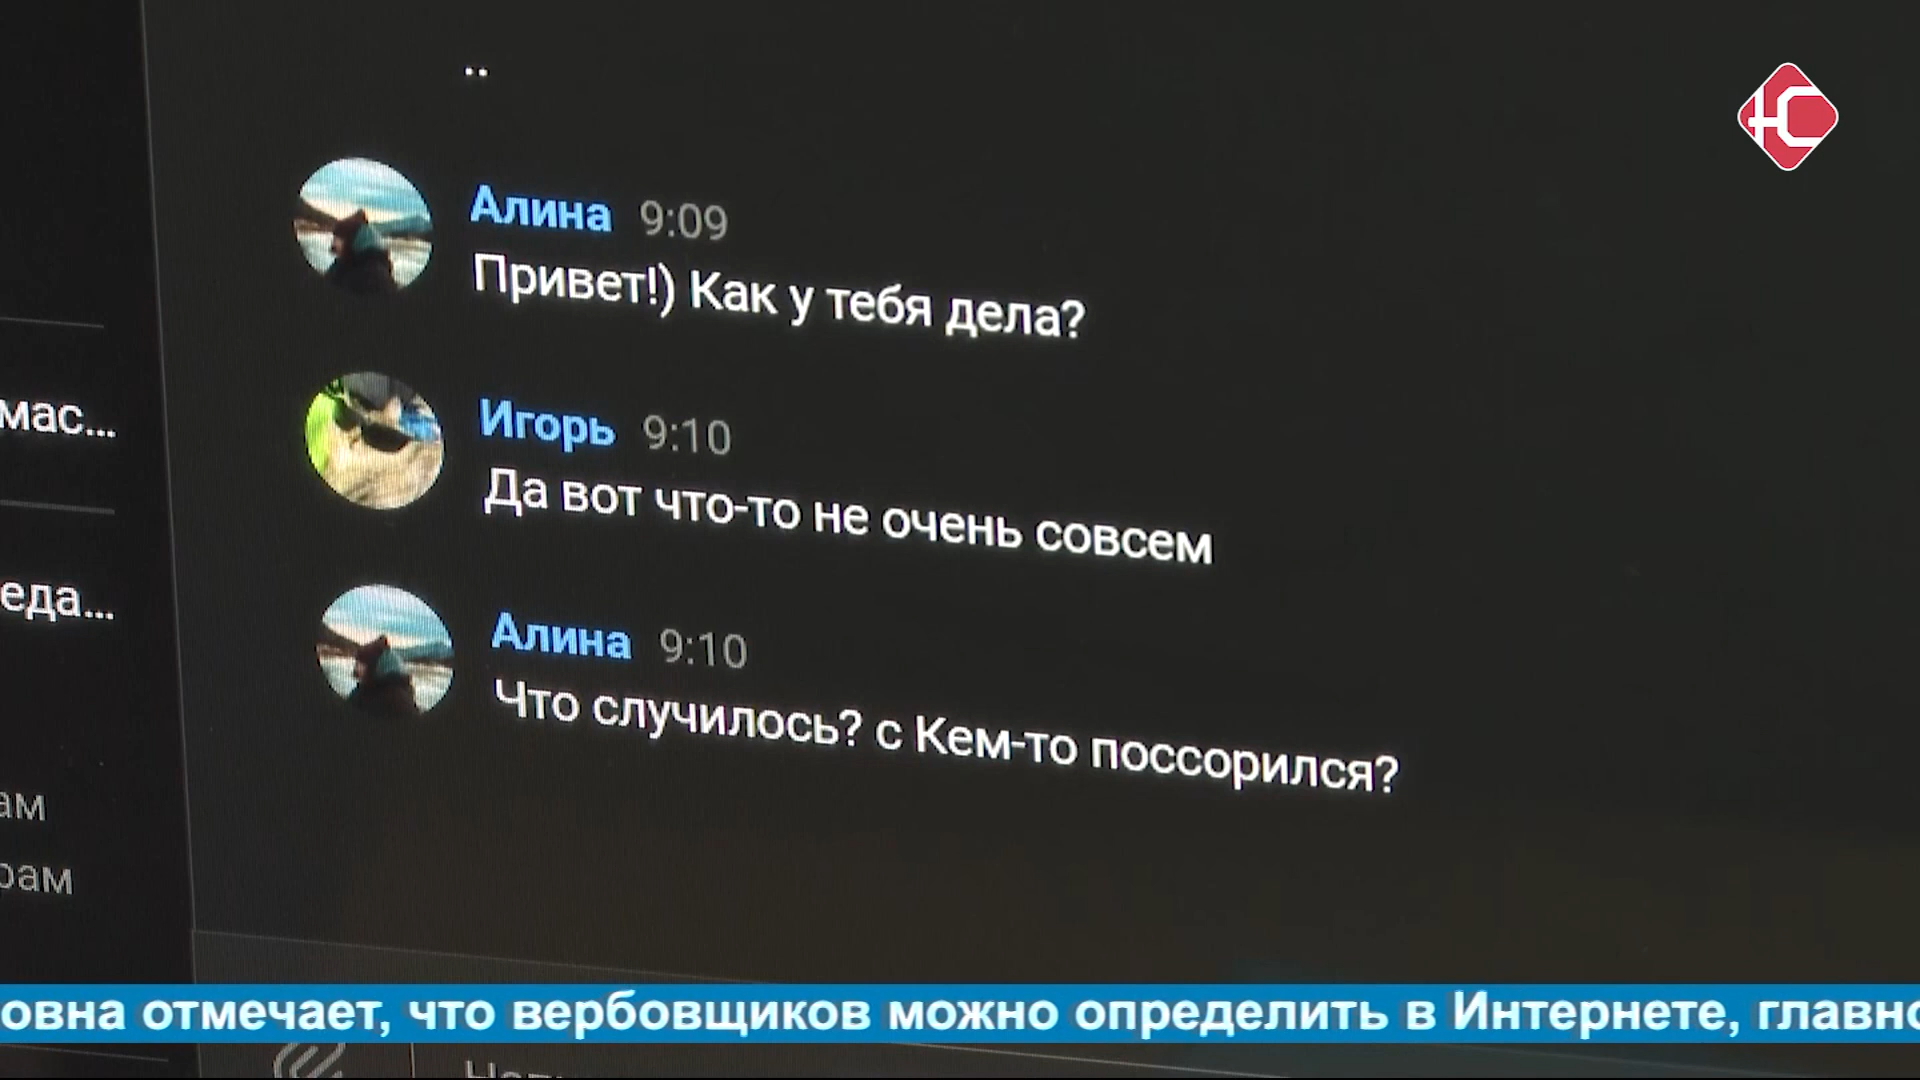 ..
Алина 9:09
Привет!) Как у тебя дела?
мас...
Игорь 9:10
Да вот что-то не очень совсем
еда...
Алина 9:10
Что случилось? с Кем-то поссорился?
ам
рам
овна отмечает, что вербовщиков можно определить в Интернете, главно